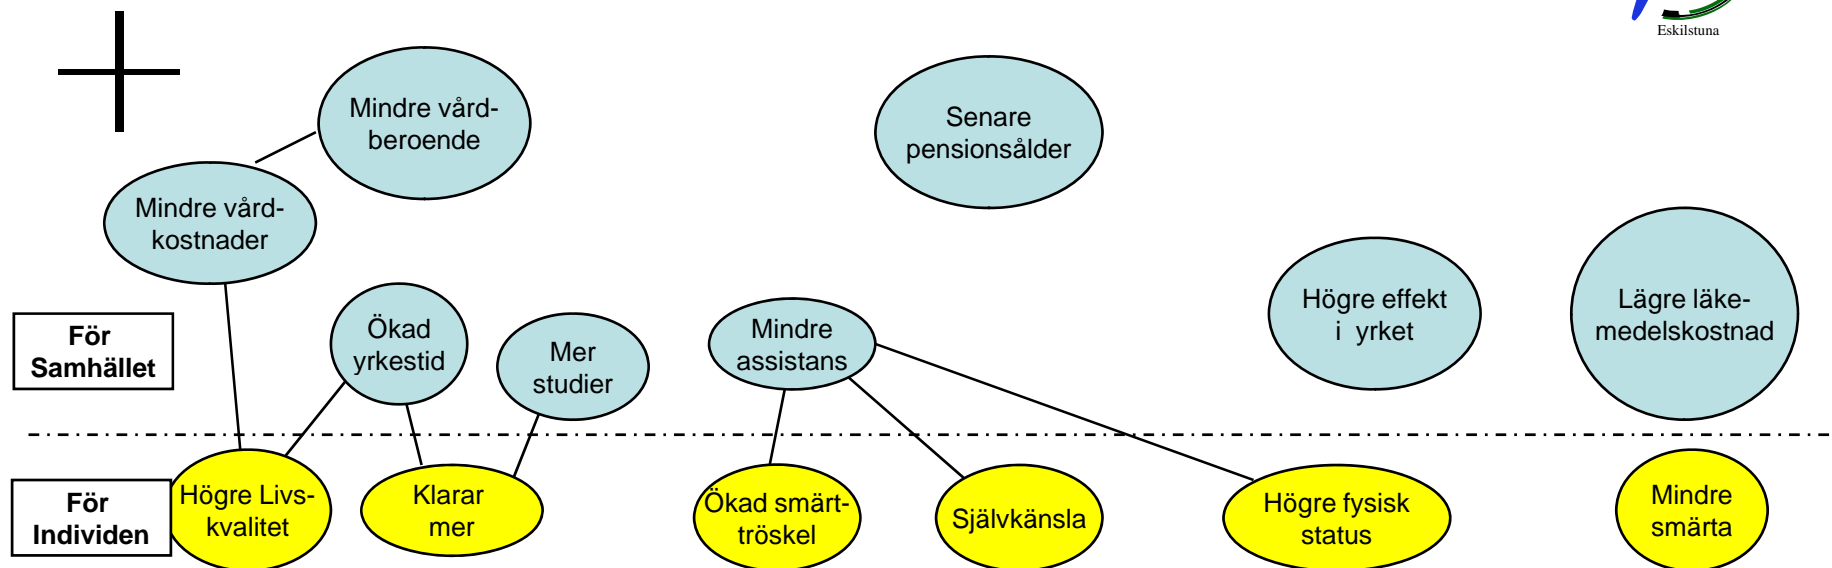 Eskilstuna
Mindre vård-
beroende
Senare
pensionsålder
Mindre vård-
kostnader
Högre effekt
i yrket
Lägre läke-
medelskostnad
För
Samhället
Ökad
yrkestid
Mer
studier
Mindre
assistans
För
Individen
Högre Livs-
kvalitet
Klarar
mer
Ökad smärt-
tröskel
Självkänsla
Högre fysisk
status
Mindre
smärta